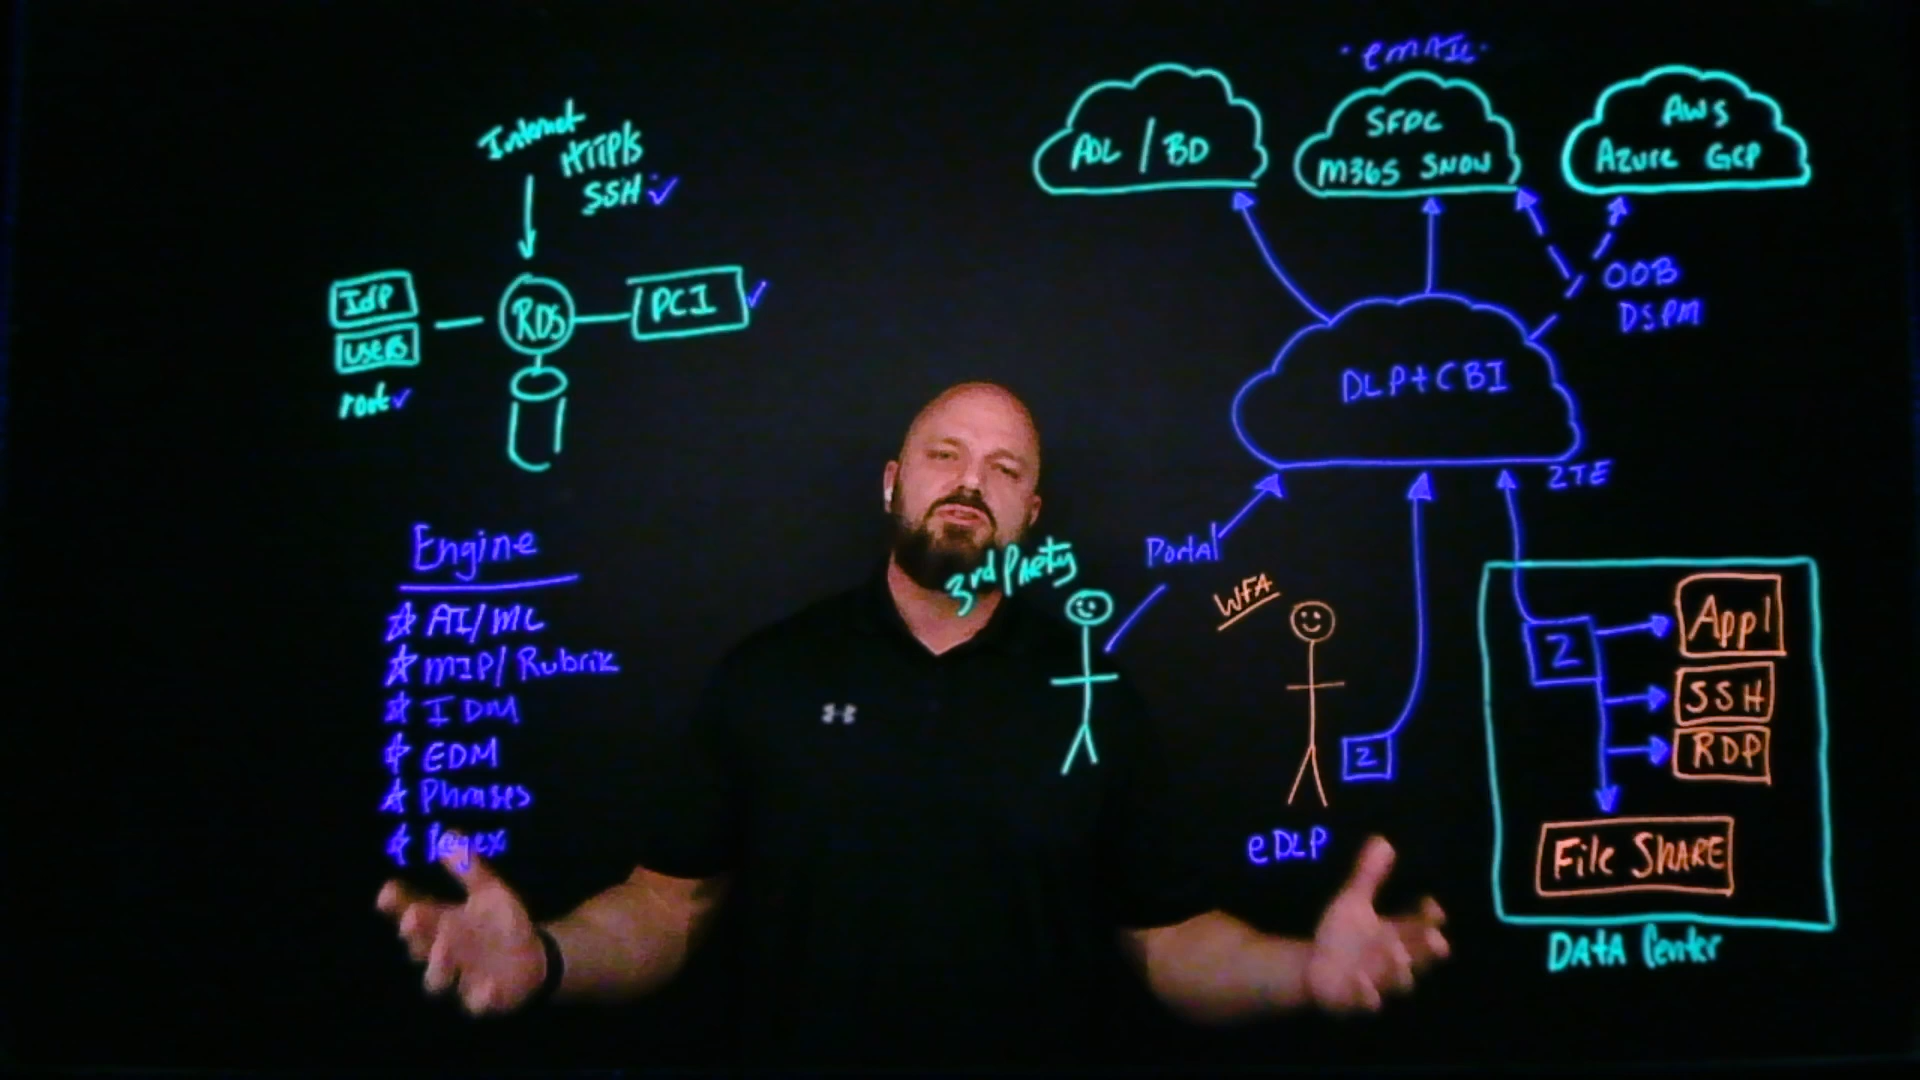 Internet
HTTP/S
SSH ✓
IdP
users
root ✓
RDS
PCI ✓
Engine
☆ AI/ML
☆ MIP/Rubrik
☆ IDM
☆ EDM
☆ Phrases
☆ Regex
3rd Party
Portal
WFA
eDLP
Z
· email ·
ADL / BD
SFDC
M365 SNOW
AWS
Azure GCP
OOB
DSPM
DLP+CBI
ZTE
Z
App1
SSH
RDP
File Share
Data Center